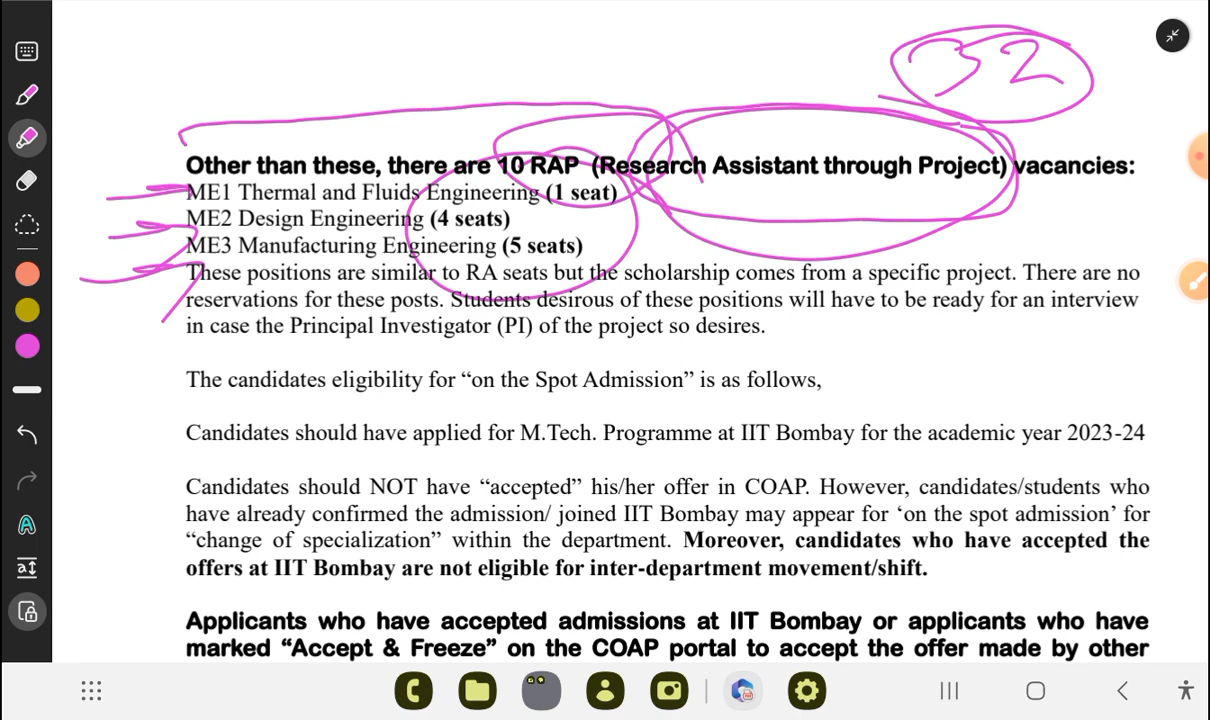 32
Other than these, there are 10 RAP (Research Assistant through Project) vacancies:
ME1 Thermal and Fluids Engineering (1 seat)
ME2 Design Engineering (4 seats)
ME3 Manufacturing Engineering (5 seats)
These positions are similar to RA seats but the scholarship comes from a specific project. There are no
reservations for these posts. Students desirous of these positions will have to be ready for an interview
in case the Principal Investigator (PI) of the project so desires.
The candidates eligibility for “on the Spot Admission” is as follows,
Candidates should have applied for M.Tech. Programme at IIT Bombay for the academic year 2023-24
Candidates should NOT have “accepted” his/her offer in COAP. However, candidates/students who
have already confirmed the admission/ joined IIT Bombay may appear for ‘on the spot admission’ for
“change of specialization” within the department. Moreover, candidates who have accepted the
offers at IIT Bombay are not eligible for inter-department movement/shift.
Applicants who have accepted admissions at IIT Bombay or applicants who have
marked “Accept & Freeze” on the COAP portal to accept the offer made by other